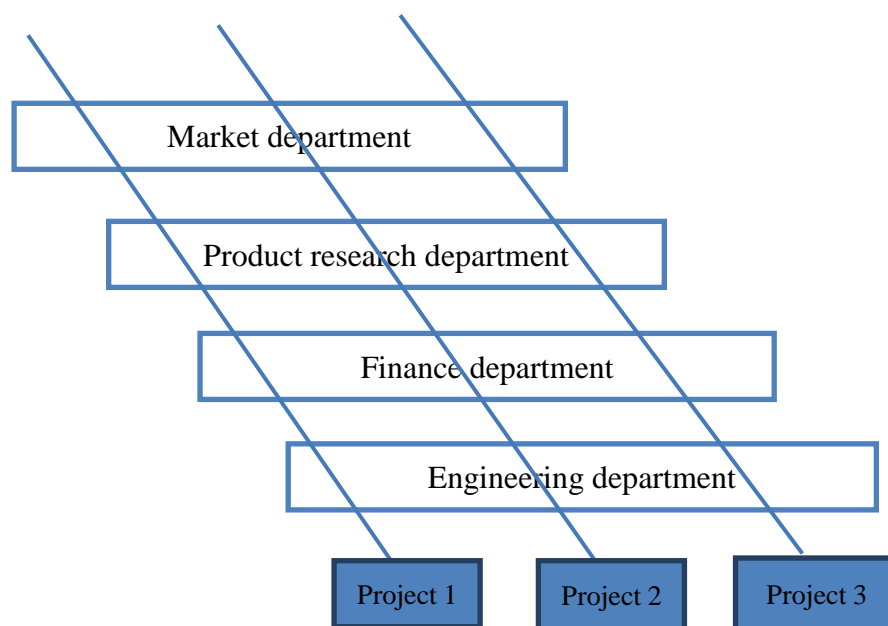 Market department
Product research department
Finance department
Engineering department
Project 1
Project 2
Project 3